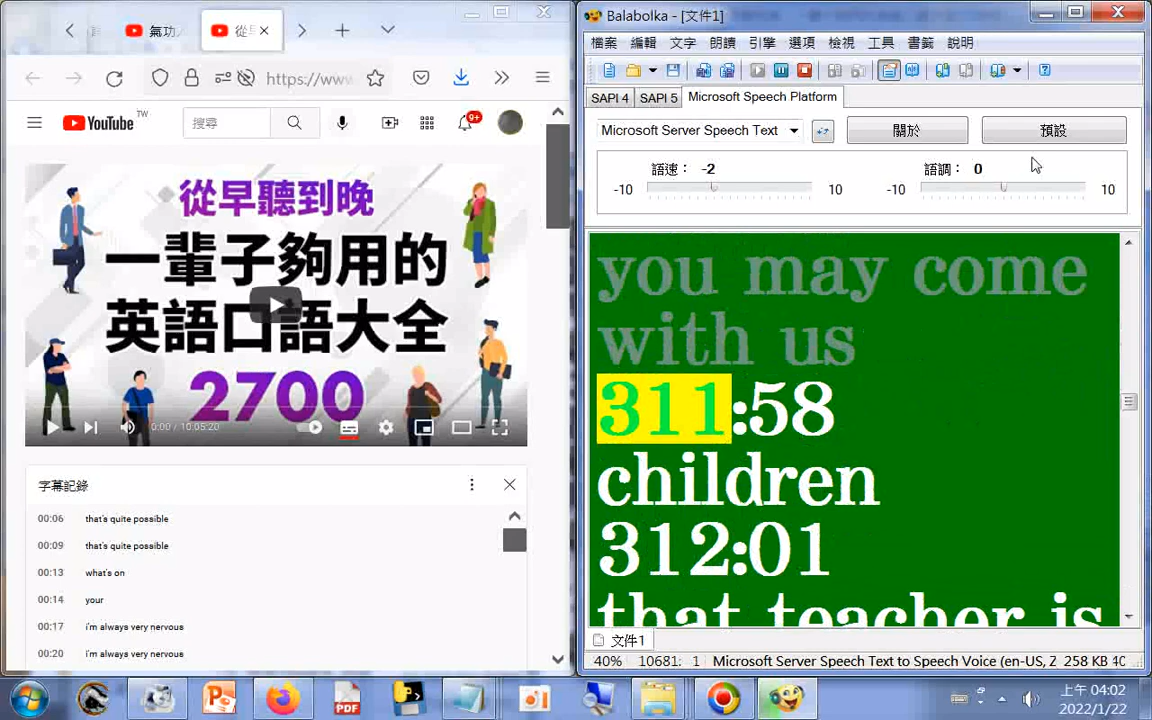 Balabolka - [文件1]
氣功
從
https://www
檔案 編輯 文字 朗讀 引擎 選項 檢視 工具 書籤 說明
SAPI 4 SAPI 5 Microsoft Speech Platform
YouTube TW
搜尋
9+
Microsoft Server Speech Text
關於
預設
語速： -2
-10 10
語調： 0
-10 10
從早聽到晚
一輩子夠用的
英語口語大全
2700
0:00 / 10:05:20
字幕記錄
00:06 that's quite possible
00:09 that's quite possible
00:13 what's on
00:14 your
00:17 i'm always very nervous
00:20 i'm always very nervous
you may come
with us
311:58
children
312:01
that teacher is
文件1
40% 10681: 1 Microsoft Server Speech Text to Speech Voice (en-US, Z 258 KB
PDF
上午 04:02
2022/1/22